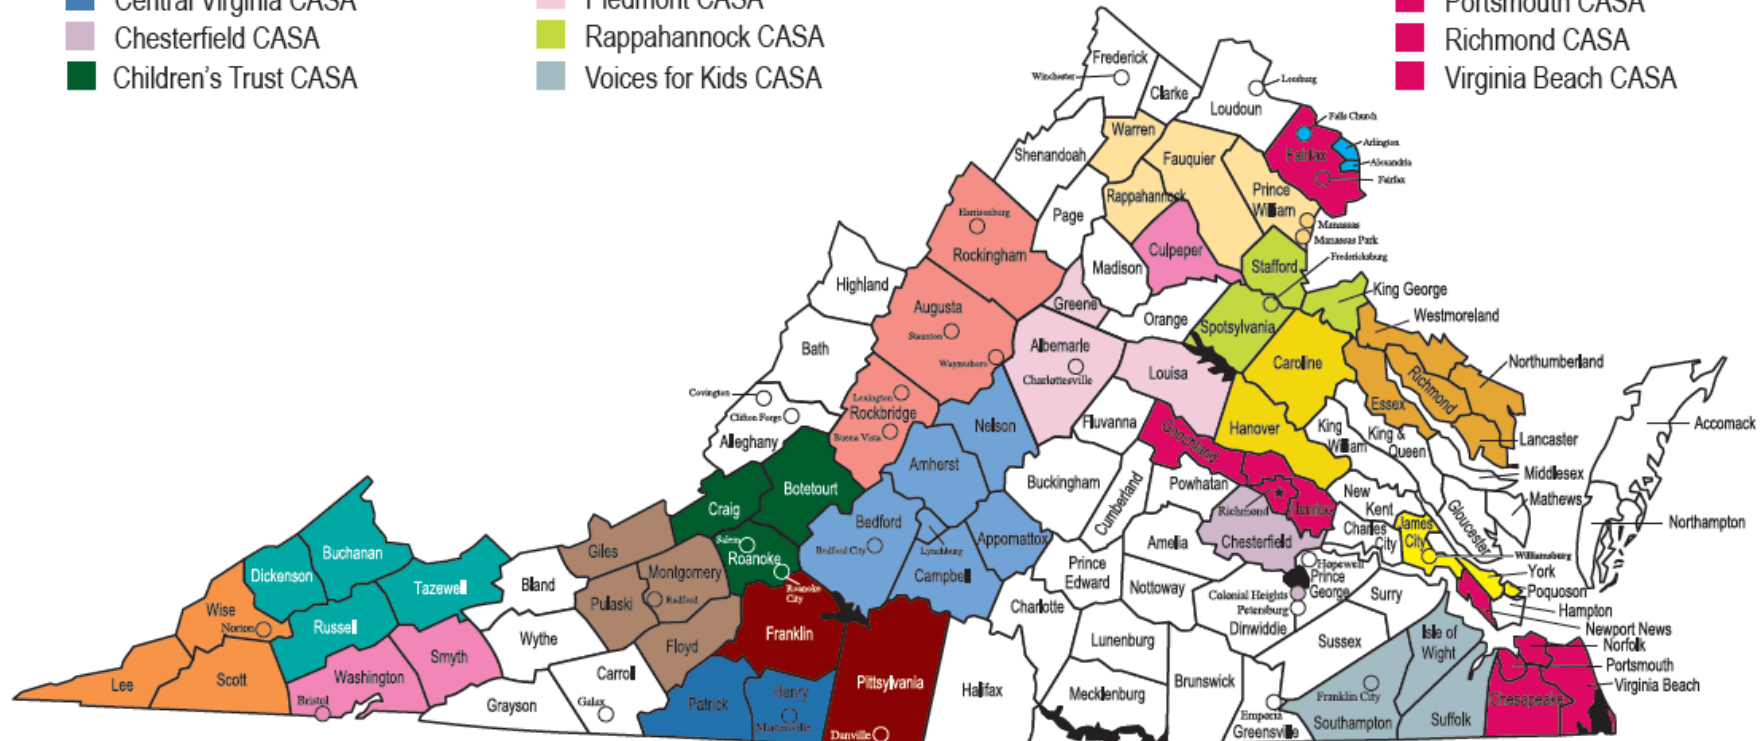 Central Virginia CASA
Piedmont CASA
Portsmouth CASA
Chesterfield CASA
Rappahannock CASA
Richmond CASA
Children's Trust CASA
Voices for Kids CASA
Virginia Beach CASA
Frederick
Winchester
Clarke
Leesburg
Loudoun
Falls Church
Warren
Arlington
Shenandoah
Fauquier
Fairfax
Alexandria
Fairfax
Rappahannock
Prince
William
Harrisonburg
Page
Manassas
Manassas Park
Rockingham
Culpeper
Madison
Stafford
Fredericksburg
Highland
King George
Augusta
Greene
Orange
Westmoreland
Staunton
Spotsylvania
Bath
Albemarle
Waynesboro
Caroline
Northumberland
Charlottesville
Louisa
Covington
Lexington
Richmond
Clifton Forge
Rockbridge
Essex
Alleghany
Buena Vista
Nelson
Fluvanna
Goochland
Hanover
King
William
King &
Queen
Lancaster
Accomack
Amherst
Botetourt
Buckingham
Cumberland
Powhatan
Middlesex
New
Kent
Mathews
Craig
Richmond
Henrico
Gloucester
Northampton
Bedford
Charles
City
James
City
Buchanan
Salem
Roanoke
Bedford City
Lynchburg
Appomattox
Amelia
Chesterfield
Giles
Williamsburg
Dickenson
Montgomery
Campbell
Prince
Edward
Hopewell
York
Tazewell
Bland
Roanoke
City
Nottoway
Prince
George
Poquoson
Wise
Pulaski
Radford
Charlotte
Colonial Heights
Petersburg
Surry
Hampton
Norton
Russell
Franklin
Dinwiddie
Newport News
Wythe
Floyd
Lunenburg
Sussex
Isle of
Wight
Norfolk
Smyth
Portsmouth
Lee
Scott
Washington
Carroll
Pittsylvania
Halifax
Mecklenburg
Brunswick
Virginia Beach
Bristol
Grayson
Galax
Patrick
Henry
Martinsville
Franklin City
Chesapeake
Emporia
Greensville
Southampton
Suffolk
Danville